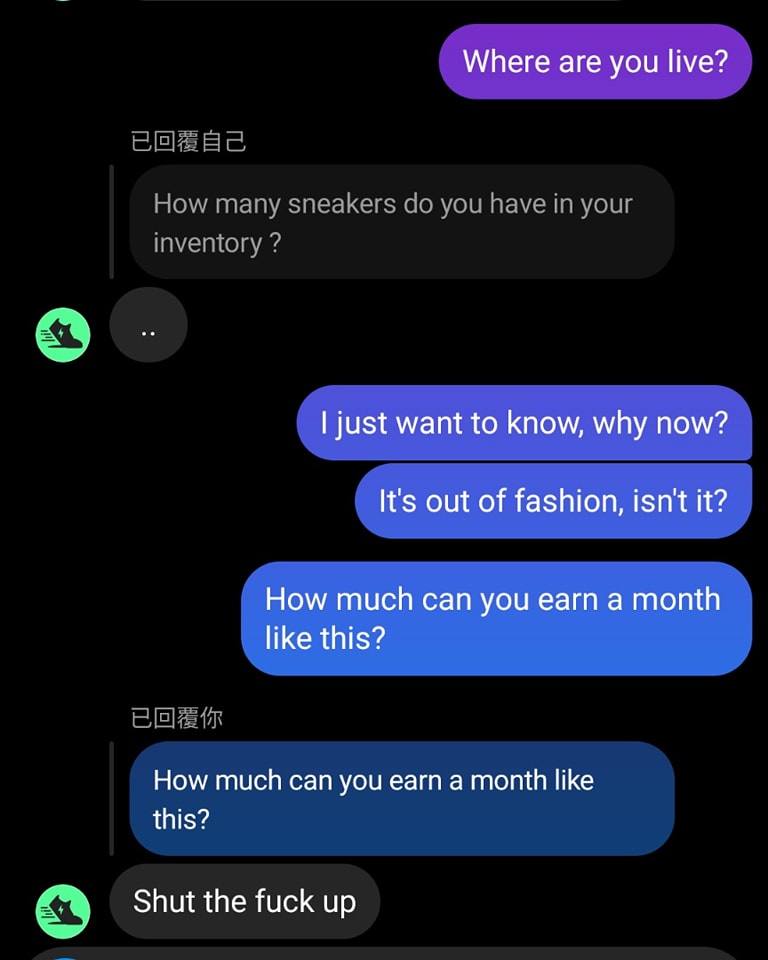 Where are you live?
已回覆自己
How many sneakers do you have in your
inventory ?
..
I just want to know, why now?
It's out of fashion, isn't it?
How much can you earn a month
like this?
已回覆你
How much can you earn a month like
this?
Shut the fuck up